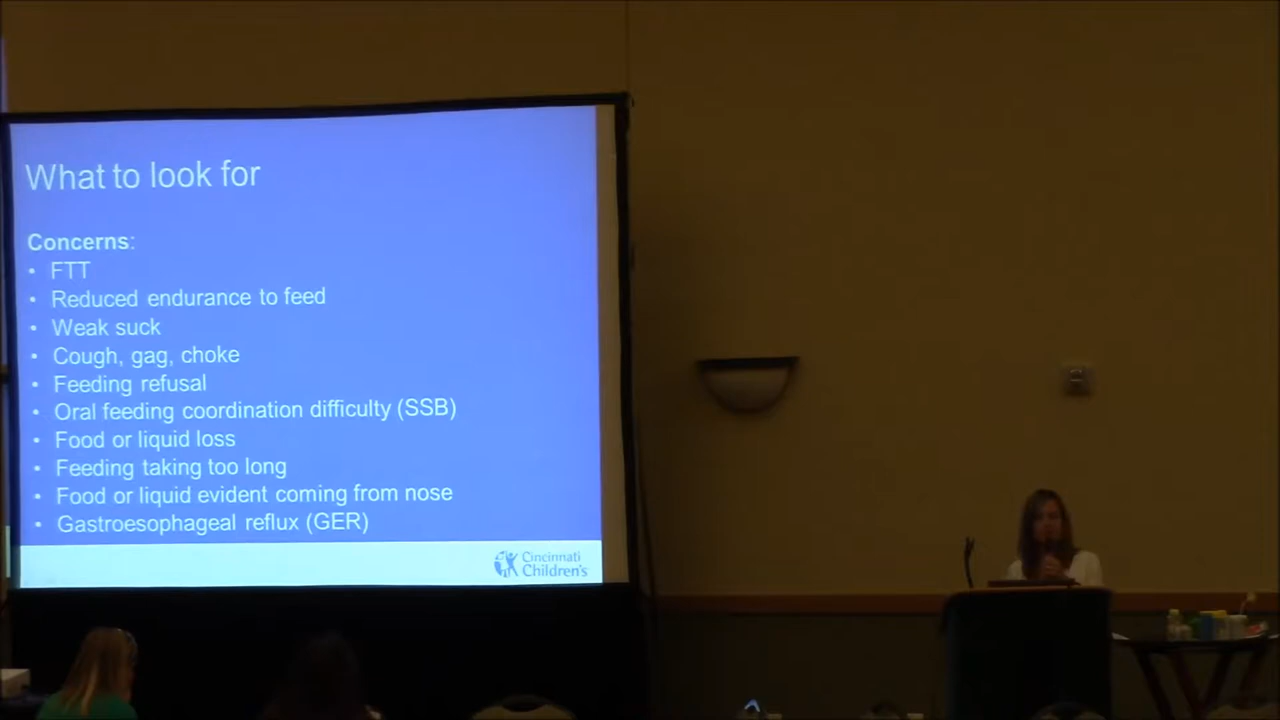 What to look for
Concerns:
• FTT
• Reduced endurance to feed
• Weak suck
• Cough, gag, choke
• Feeding refusal
• Oral feeding coordination difficulty (SSB)
• Food or liquid loss
• Feeding taking too long
• Food or liquid evident coming from nose
• Gastroesophageal reflux (GER)
Cincinnati
Children's